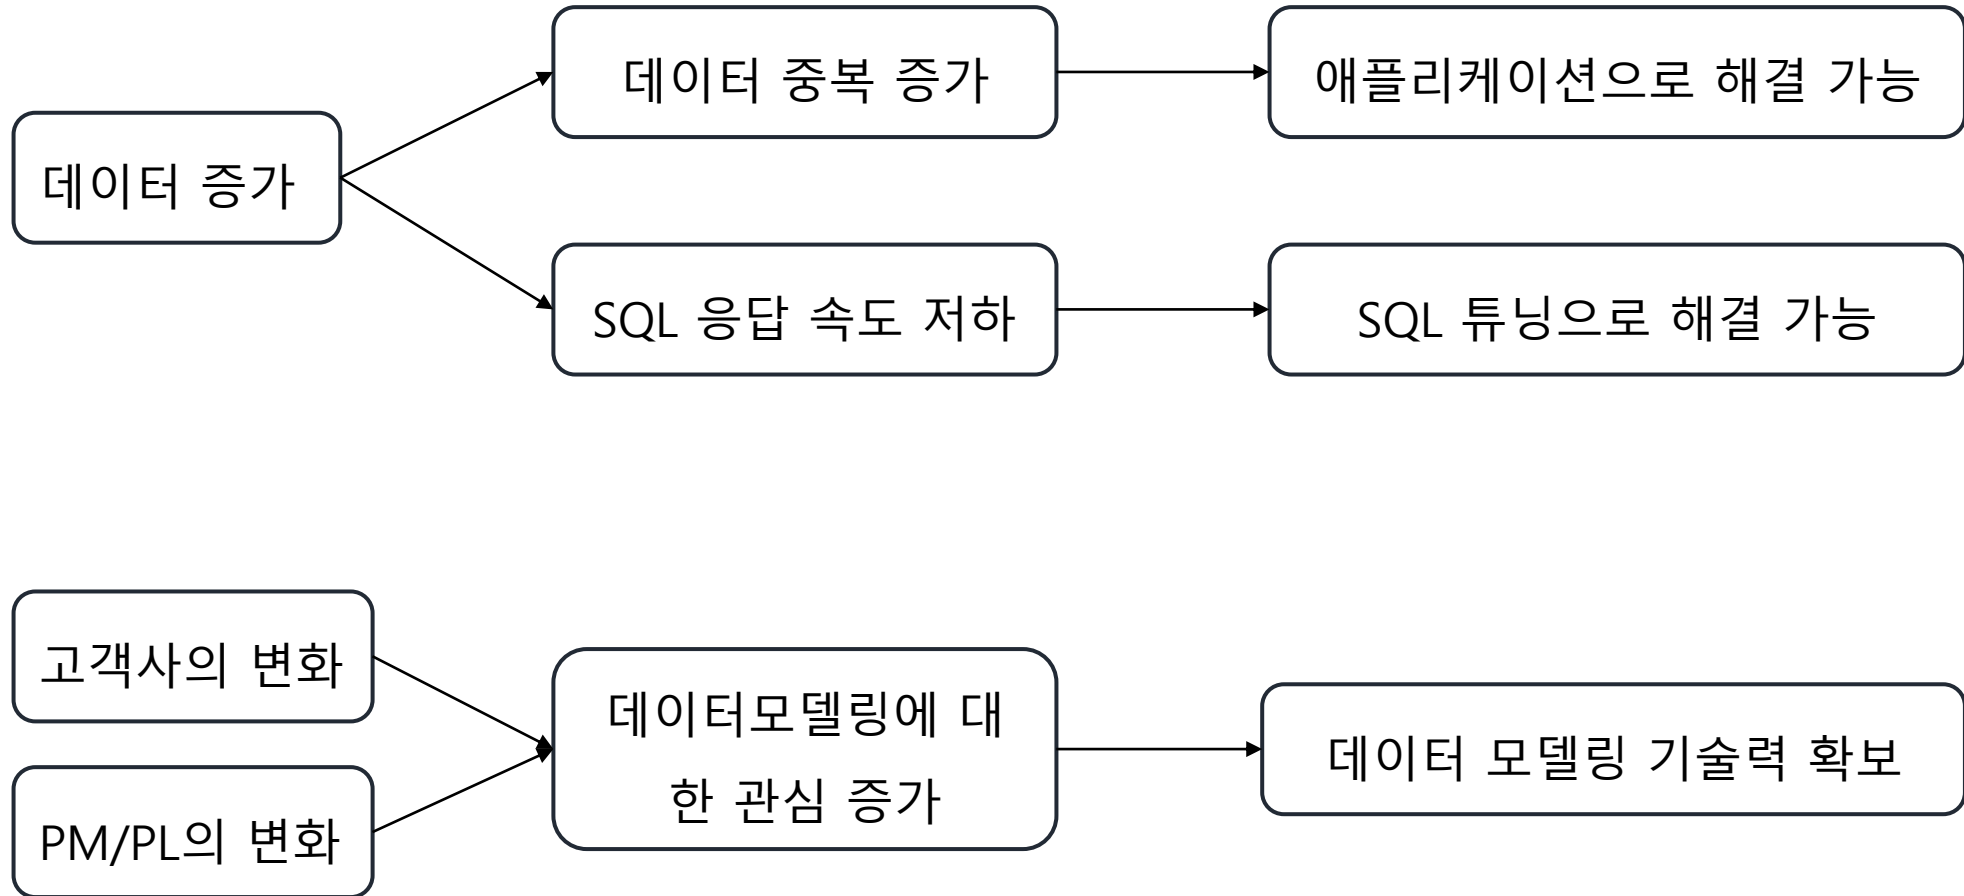 데이터 증가
데이터 중복 증가
애플리케이션으로 해결 가능
SQL 응답 속도 저하
SQL 튜닝으로 해결 가능
고객사의 변화
PM/PL의 변화
데이터모델링에 대
한 관심 증가
데이터 모델링 기술력 확보